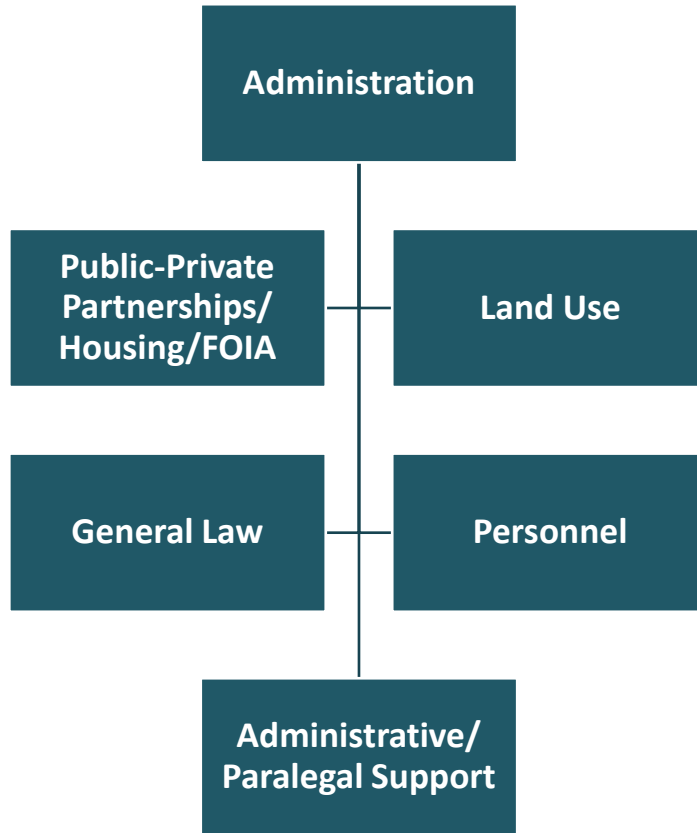 Administration
Public-Private
Partnerships/
Housing/FOIA
Land Use
General Law
Personnel
Administrative/
Paralegal Support